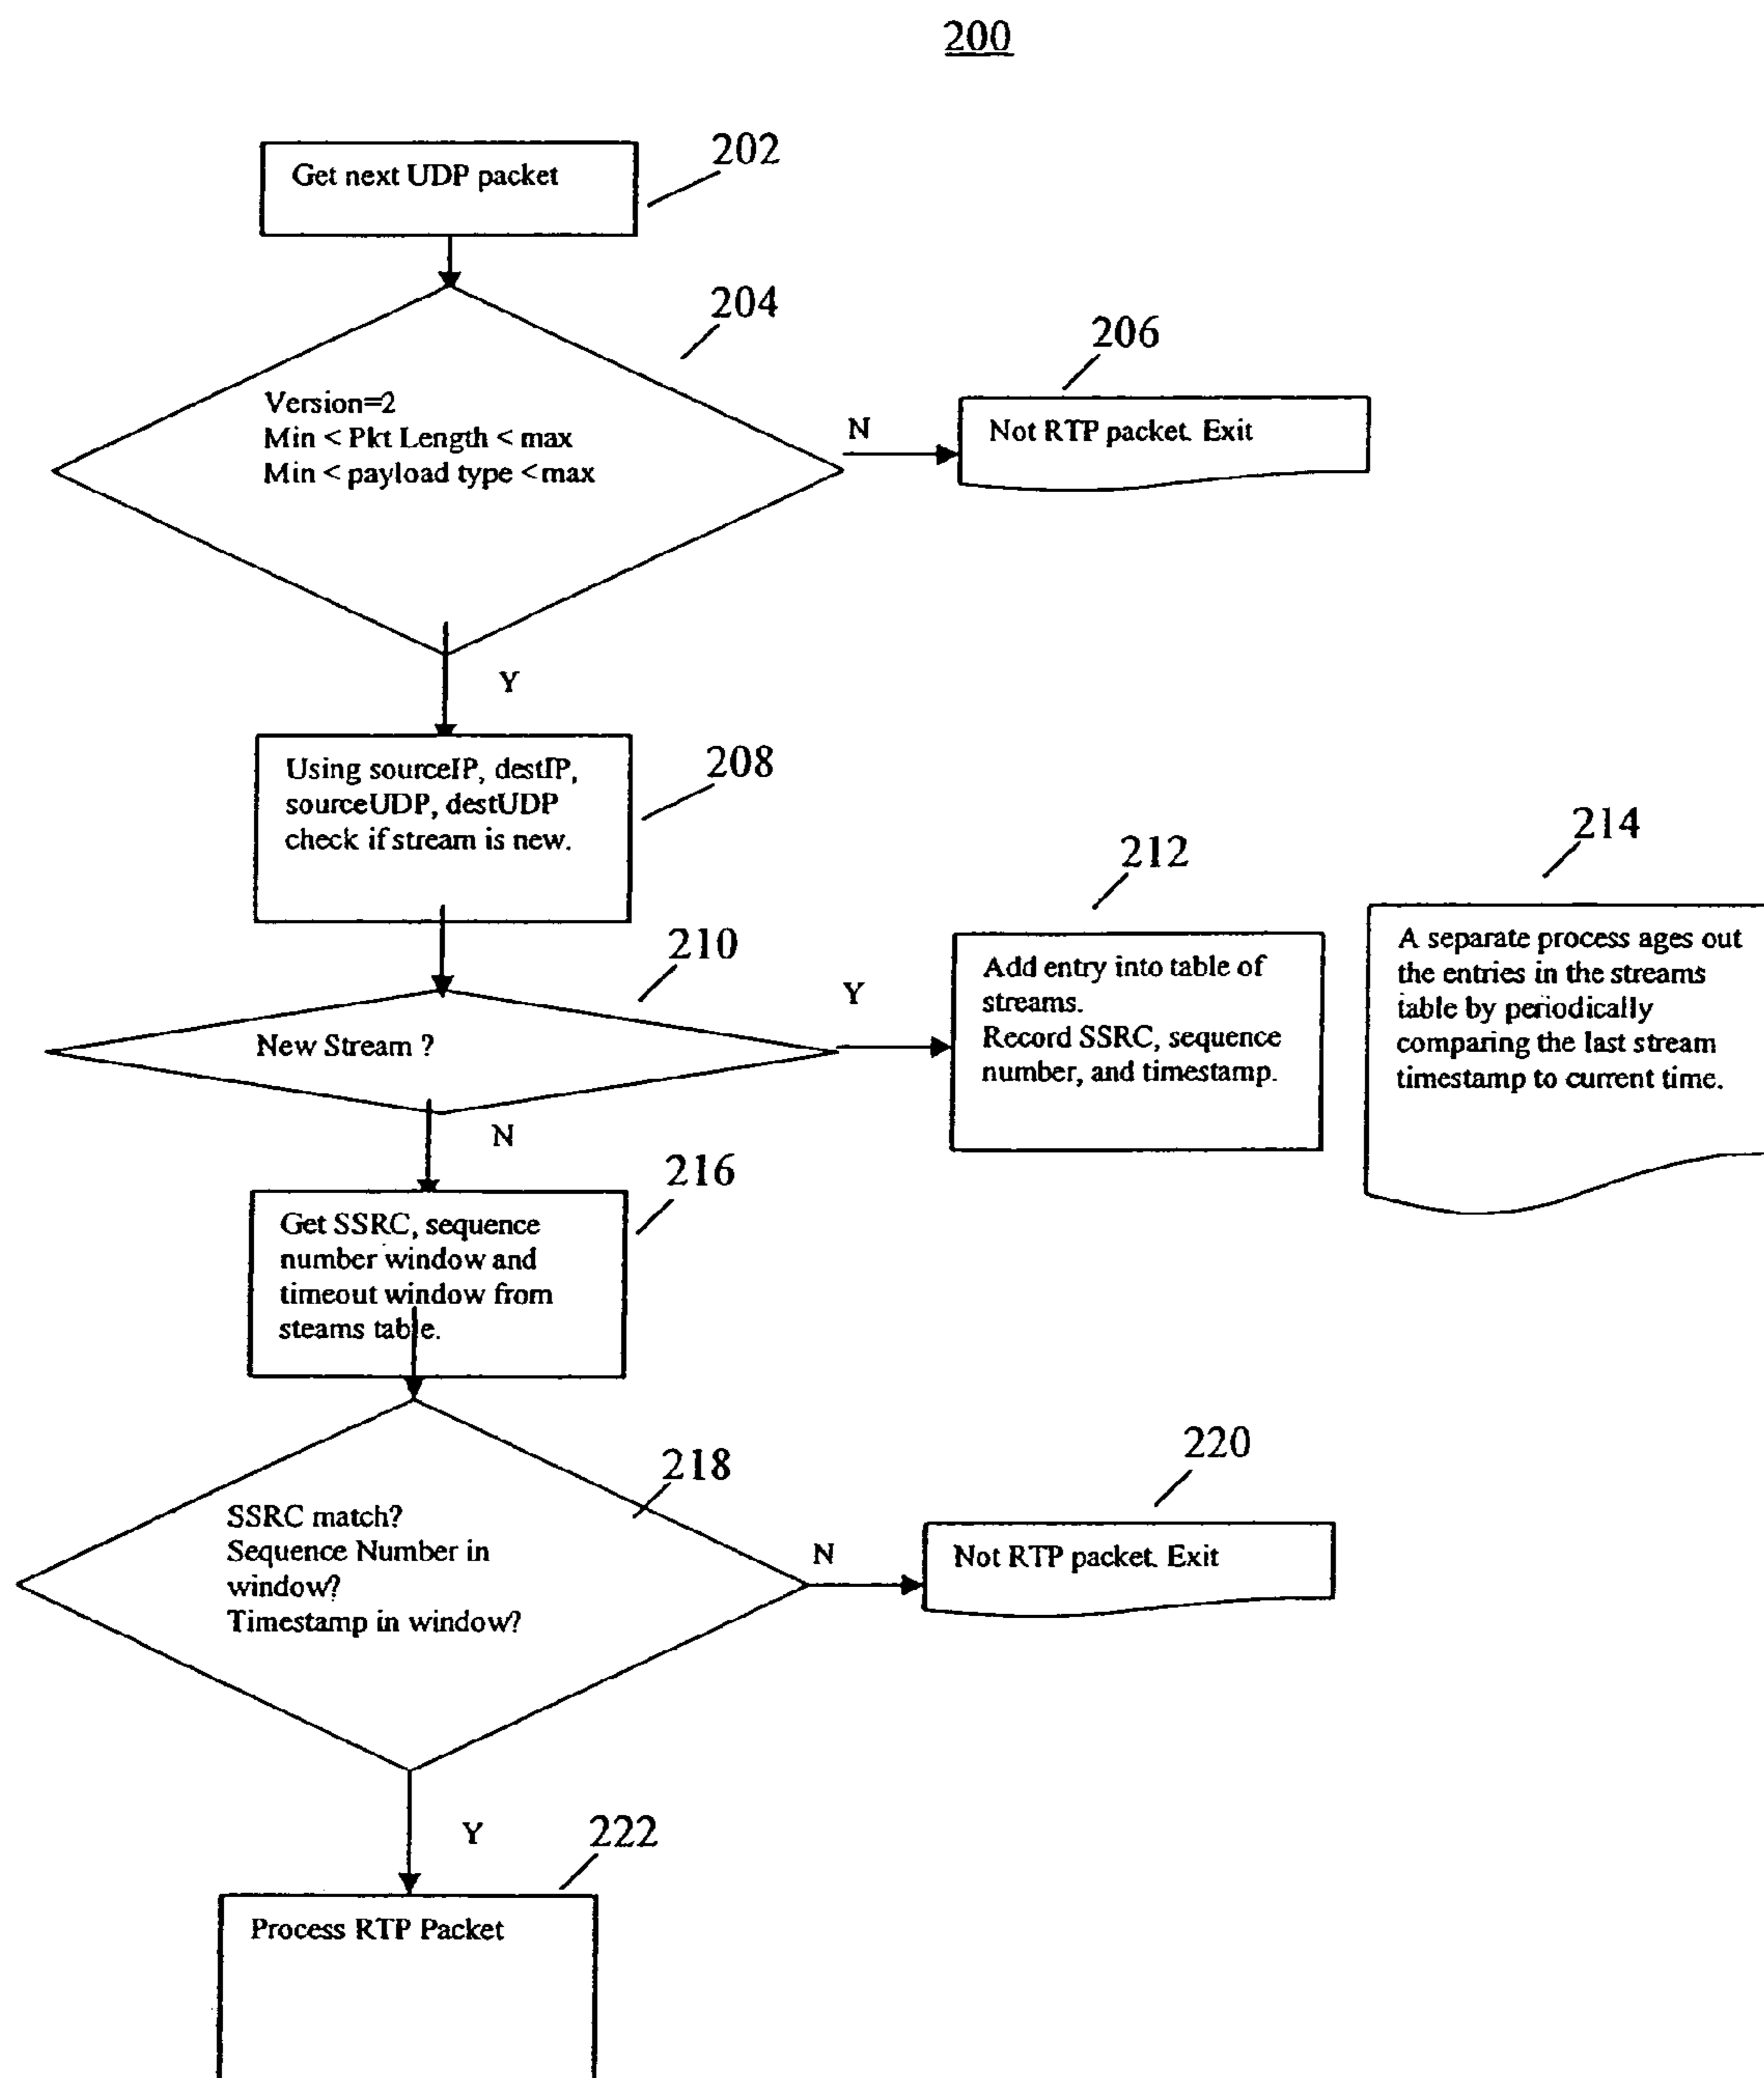 200
202
Get next UDP packet
204
Version=2
Min < Pkt Length < max
Min < payload type <max
N
206
Not RTP packet. Exit
Y
208
Using sourceIP, destIP,
sourceUDP, destUDP
check if stream is new.
210
New Stream ?
Y
212
Add entry into table of
streams.
Record SSRC, sequence
number, and timestamp.
214
A separate process ages out
the entries in the streams
table by periodically
comparing the last stream
timestamp to current time.
N
216
Get SSRC, sequence
number window and
timeout window from
steams table.
218
SSRC match?
Sequence Number in
window?
Timestamp in window?
N
220
Not RTP packet. Exit
Y
222
Process RTP Packet